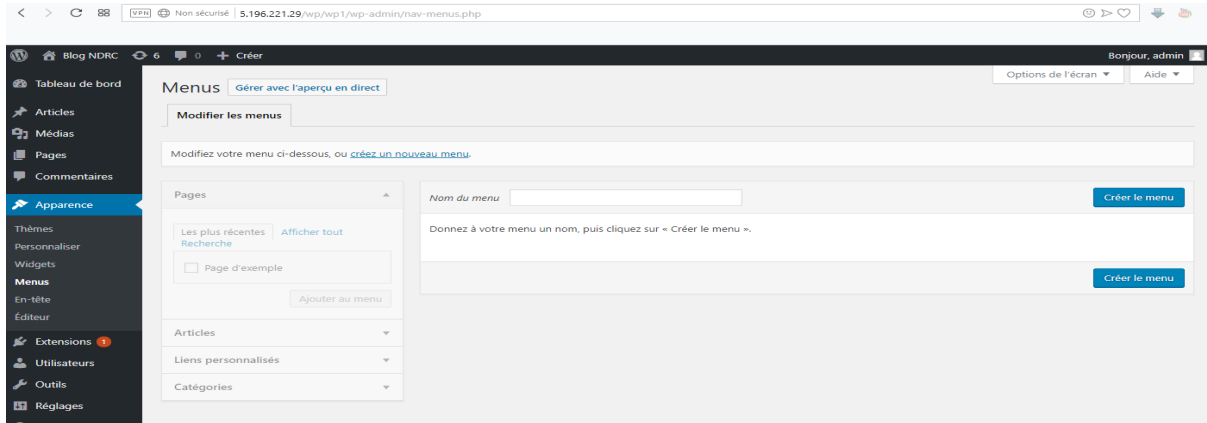 VPN Non sécurisé 5.196.221.29/wp/wp1/wp-admin/nav-menus.php
Blog NDRC 6 0 + Créer Bonjour, admin
Options de l'écran ▼ Aide ▼
Tableau de bord
Articles
Médias
Pages
Commentaires
Apparence
Thèmes
Personnaliser
Widgets
Menus
En-tête
Éditeur
Extensions 1
Utilisateurs
Outils
Réglages
Menus Gérer avec l'aperçu en direct
Modifier les menus
Modifiez votre menu ci-dessous, ou créez un nouveau menu.
Pages
Les plus récentes Afficher tout
Recherche
Page d'exemple
Ajouter au menu
Articles
Liens personnalisés
Catégories
Nom du menu Créer le menu
Donnez à votre menu un nom, puis cliquez sur « Créer le menu ».
Créer le menu